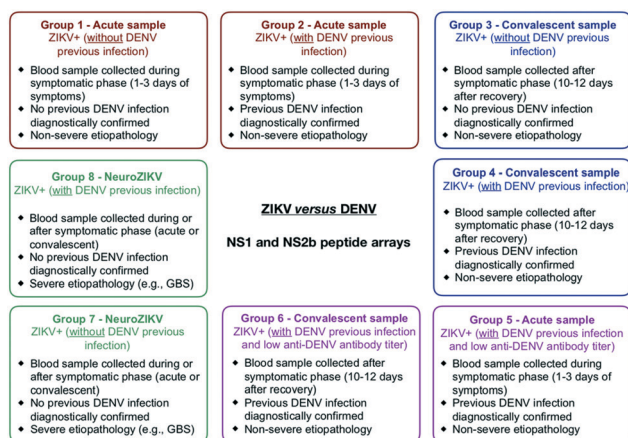 Group 1 - Acute sample
ZIKV+ (without DENV
previous infection)
◆ Blood sample collected during
symptomatic phase (1-3 days of
symptoms)
◆ No previous DENV infection
diagnostically confirmed
◆ Non-severe etiopathology
Group 2 - Acute sample
ZIKV+ (with DENV previous
infection)
◆ Blood sample collected during
symptomatic phase (1-3 days of
symptoms)
◆ Previous DENV infection
diagnostically confirmed
◆ Non-severe etiopathology
Group 3 - Convalescent sample
ZIKV+ (without DENV previous
infection)
◆ Blood sample collected after
symptomatic phase (10-12 days
after recovery)
◆ No previous DENV infection
diagnostically confirmed
◆ Non-severe etiopathology
Group 8 - NeuroZIKV
ZIKV+ (with DENV previous infection)
◆ Blood sample collected during or
after symptomatic phase (acute or
convalescent)
◆ No previous DENV infection
diagnostically confirmed
◆ Severe etiopathology (e.g., GBS)
ZIKV versus DENV
NS1 and NS2b peptide arrays
Group 4 - Convalescent sample
ZIKV+ (with DENV previous infection)
◆ Blood sample collected after
symptomatic phase (10-12 days
after recovery)
◆ Previous DENV infection
diagnostically confirmed
◆ Non-severe etiopathology
Group 7 - NeuroZIKV
ZIKV+ (without DENV previous
infection)
◆ Blood sample collected during or
after symptomatic phase (acute or
convalescent)
◆ No previous DENV infection
diagnostically confirmed
◆ Severe etiopathology (e.g., GBS)
Group 6 - Convalescent sample
ZIKV+ (with DENV previous infection
and low anti-DENV antibody titer)
◆ Blood sample collected after
symptomatic phase (10-12 days
after recovery)
◆ Previous DENV infection
diagnostically confirmed
◆ Non-severe etiopathology
Group 5 - Acute sample
ZIKV+ (with DENV previous infection
and low anti-DENV antibody titer)
◆ Blood sample collected during
symptomatic phase (1-3 days of
symptoms)
◆ Previous DENV infection
diagnostically confirmed
◆ Non-severe etiopathology